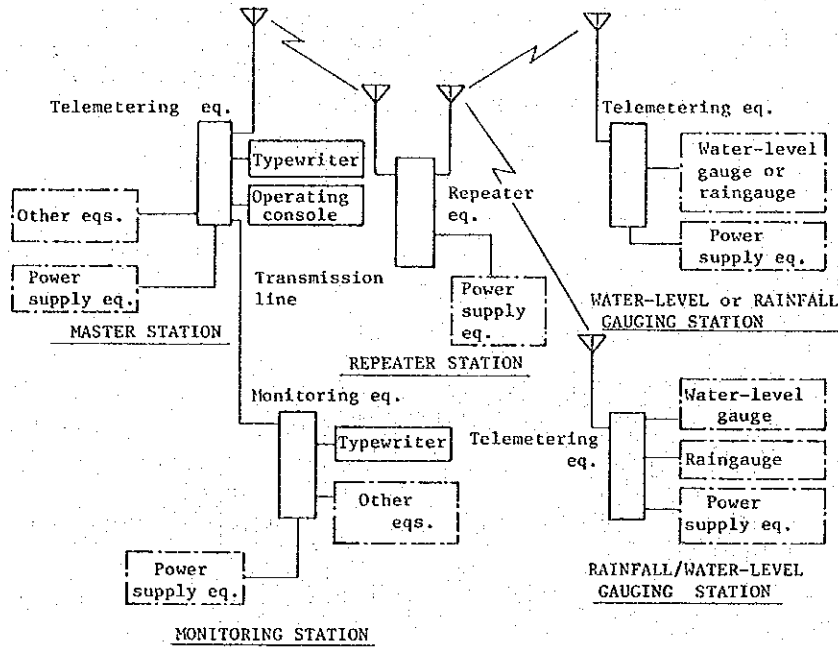 Telemetering eq.
Typewriter
Operating
console
Other eqs.
Power
supply eq.
Transmission
line
MASTER STATION
Repeater
eq.
Power
supply eq.
REPEATER STATION
Telemetering eq.
Water-level
gauge or
raingauge
Power
supply eq.
WATER-LEVEL or RAINFALL
GAUGING STATION
Monitoring eq.
Typewriter
Other
eqs.
Power
supply eq.
MONITORING STATION
Telemetering
eq.
Water-level
gauge
Raingauge
Power
supply eq.
RAINFALL/WATER-LEVEL
GAUGING STATION